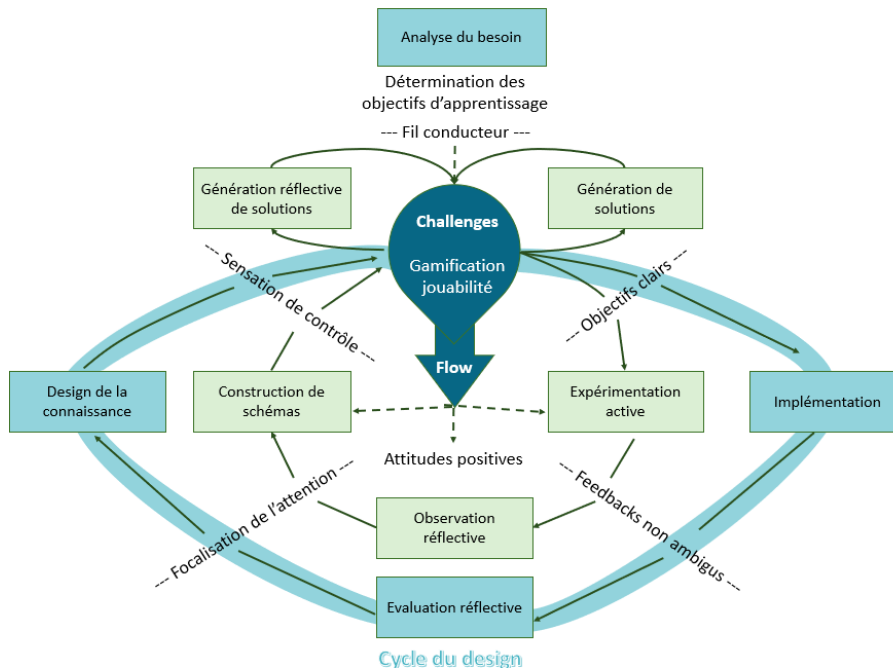 Analyse du besoin
Détermination des
objectifs d’apprentissage
--- Fil conducteur ---
Génération réflective
de solutions
Génération de
solutions
Challenges
Gamification
jouabilité
--- Sensation de contrôle ---
--- Objectifs clairs ---
Flow
Design de la
connaissance
Construction de
schémas
Expérimentation
active
Implémentation
Attitudes positives
--- Focalisation de l’attention ---
--- Feedbacks non ambigus ---
Observation
réflective
Evaluation réflective
Cycle du design